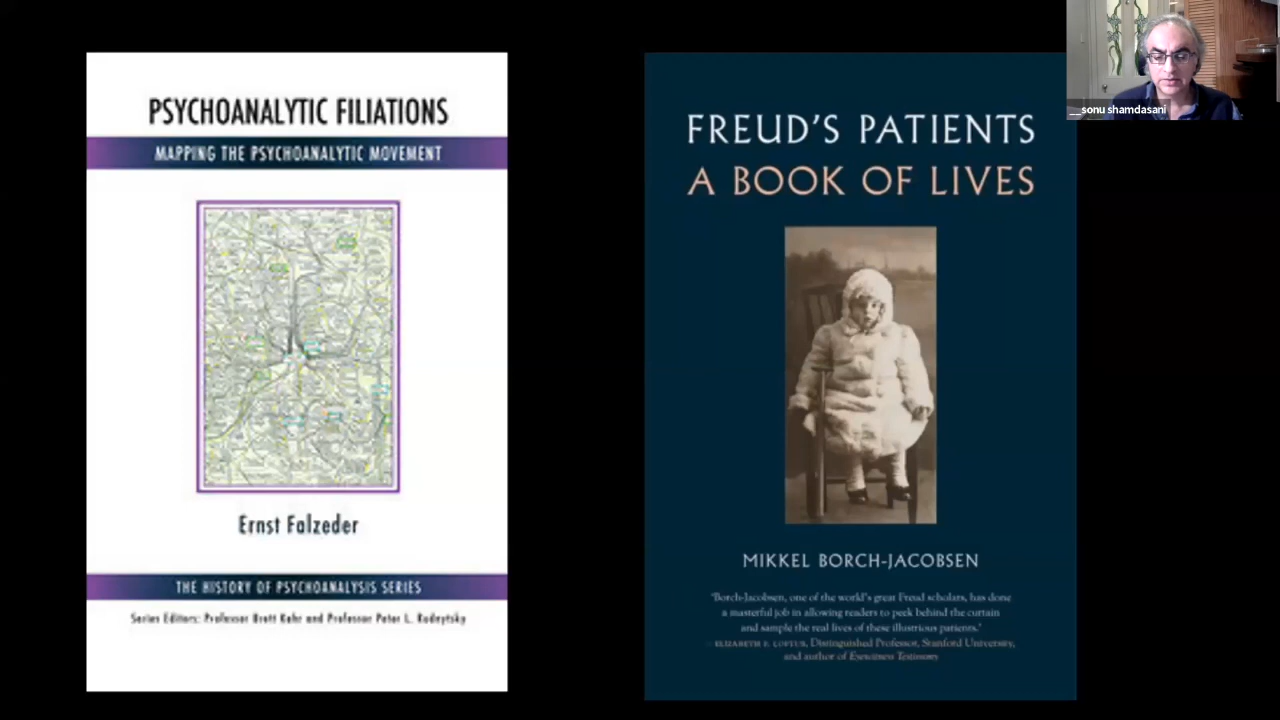 PSYCHOANALYTIC FILIATIONS
MAPPING THE PSYCHOANALYTIC MOVEMENT
Ernst Falzeder
THE HISTORY OF PSYCHOANALYSIS SERIES
Series Editors: Professor Brett Kahr and Professor Peter L. Rudnytsky
FREUD'S PATIENTS
A BOOK OF LIVES
MIKKEL BORCH-JACOBSEN
'Borch-Jacobsen, one of the world's great Freud scholars, has done
a masterful job in allowing readers to peek behind the curtain
and sample the real lives of these illustrious patients.'
– ELIZABETH F. LOFTUS, Distinguished Professor, Stanford University,
and author of Eyewitness Testimony
__sonu shamdasani